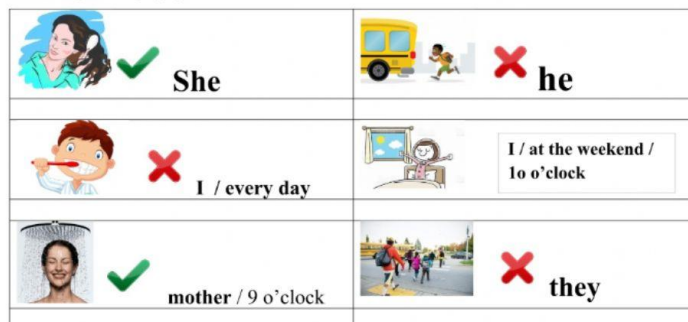 She
he
I / every day
I / at the weekend /
1o o’clock
mother / 9 o’clock
they